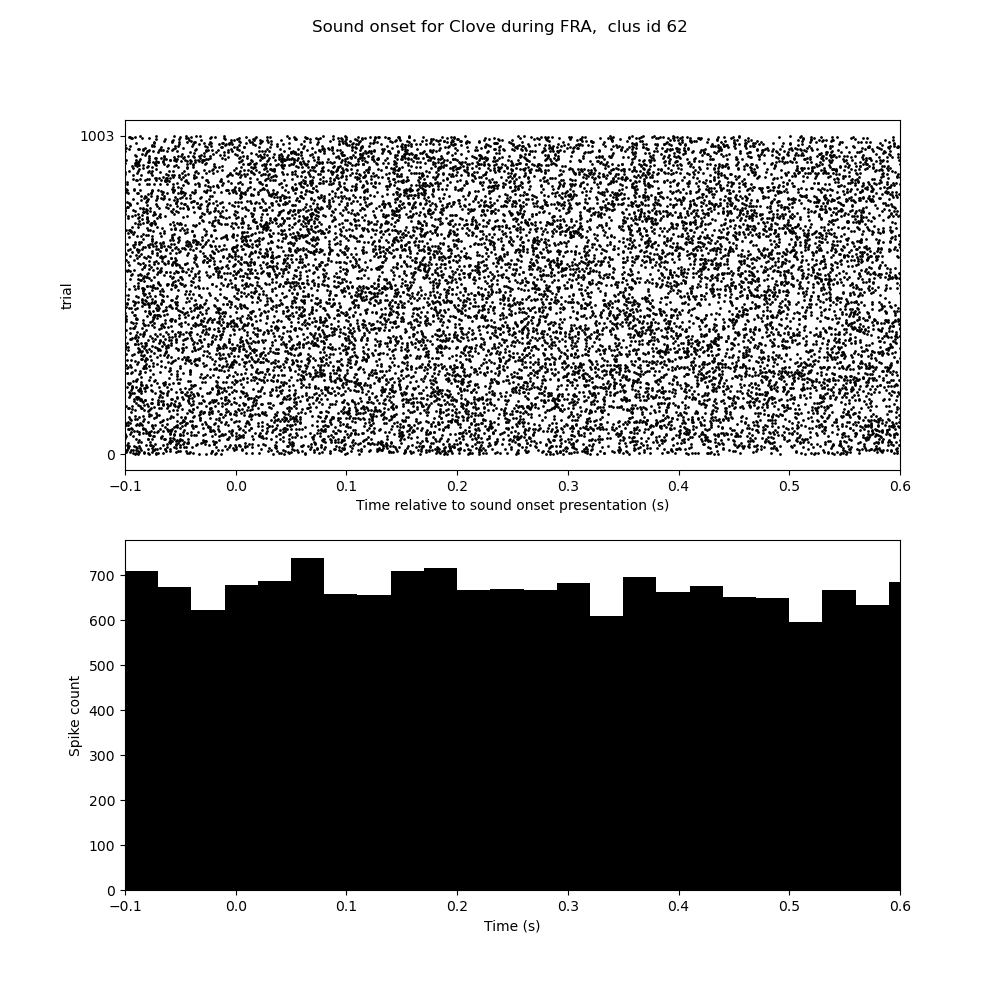 Sound onset for Clove during FRA,  clus id 62
1003
trial
0
−0.1 0.0 0.1 0.2 0.3 0.4 0.5 0.6
Time relative to sound onset presentation (s)
700
600
500
Spike count
400
300
200
100
0
−0.1 0.0 0.1 0.2 0.3 0.4 0.5 0.6
Time (s)